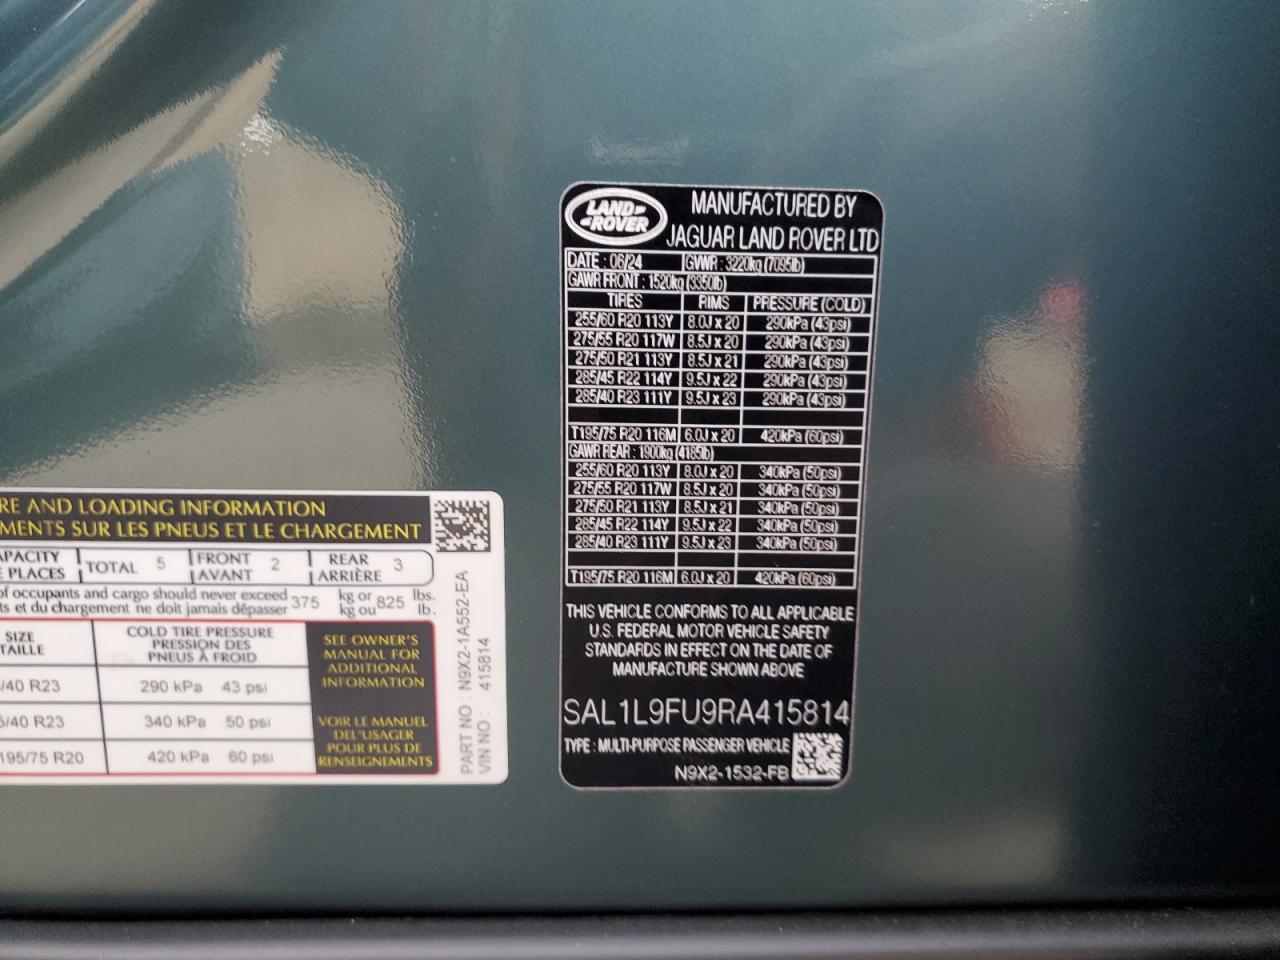 LAND ROVER
MANUFACTURED BY
JAGUAR LAND ROVER LTD
DATE : 06/24 GVWR : 3220kg (7095lb)
GAWR FRONT : 1520kg (3350lb)
TIRES RIMS PRESSURE (COLD)
255/60 R20 113Y 8.0J x 20 290kPa (43psi)
275/55 R20 117W 8.5J x 20 290kPa (43psi)
275/50 R21 113Y 8.5J x 21 290kPa (43psi)
285/45 R22 114Y 9.5J x 22 290kPa (43psi)
285/40 R23 111Y 9.5J x 23 290kPa (43psi)
T195/75 R20 116M 6.0J x 20 420kPa (60psi)
GAWR REAR : 1900kg (4185lb)
255/60 R20 113Y 8.0J x 20 340kPa (50psi)
275/55 R20 117W 8.5J x 20 340kPa (50psi)
275/50 R21 113Y 8.5J x 21 340kPa (50psi)
285/45 R22 114Y 9.5J x 22 340kPa (50psi)
285/40 R23 111Y 9.5J x 23 340kPa (50psi)
T195/75 R20 116M 6.0J x 20 420kPa (60psi)
THIS VEHICLE CONFORMS TO ALL APPLICABLE
U.S. FEDERAL MOTOR VEHICLE SAFETY
STANDARDS IN EFFECT ON THE DATE OF
MANUFACTURE SHOWN ABOVE
SAL1L9FU9RA415814
TYPE : MULTI-PURPOSE PASSENGER VEHICLE
N9X2-1532-FB
RE AND LOADING INFORMATION
MENTS SUR LES PNEUS ET LE CHARGEMENT
APACITY TOTAL 5 FRONT 2 REAR 3
PLACES AVANT ARRIÈRE
of occupants and cargo should never exceed 375 kg or 825 lbs.
ts et du chargement ne doit jamais dépasser kg ou lb.
SIZE
TAILLE
COLD TIRE PRESSURE
PRESSION DES
PNEUS À FROID
/40 R23 290 kPa 43 psi
/40 R23 340 kPa 50 psi
195/75 R20 420 kPa 60 psi
SEE OWNER'S
MANUAL FOR
ADDITIONAL
INFORMATION
VOIR LE MANUEL
DEL'USAGER
POUR PLUS DE
RENSEIGNEMENTS
PART NO : N9X2-1A552-EA
VIN NO : 415814